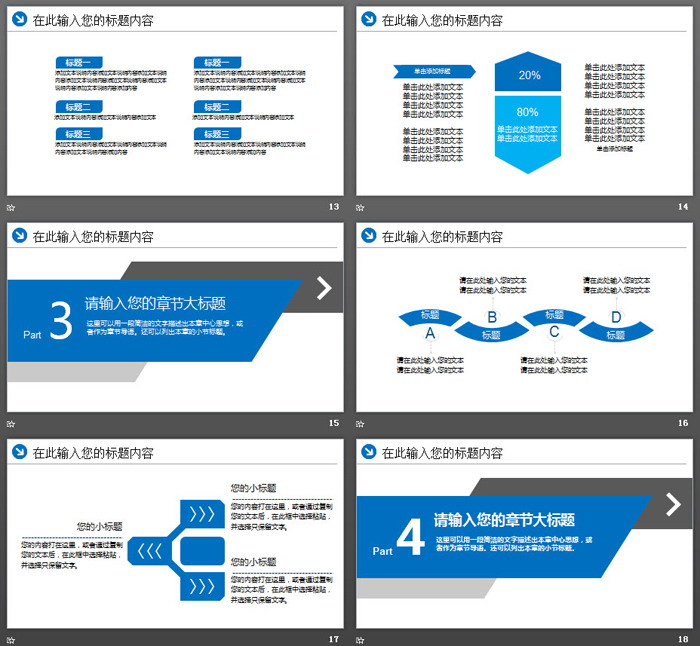 在此输入您的标题内容
标题一
添加文本说明内容添加文本说明内容添加文本说明
内容添加文本说明内容添加文本说明内容添加文本
说明内容添加文本说明内容添加内容
标题一
添加文本说明内容添加文本说明内容添加文本说明
内容添加文本说明内容添加文本说明内容添加文本
说明内容添加文本说明内容添加内容
标题二
添加文本说明内容添加文本说明内容添加文本
标题二
添加文本说明内容添加文本说明内容添加文本
标题三
添加文本说明内容添加文本说明内容添加文本说明
内容添加文本说明内容添加内容
标题三
添加文本说明内容添加文本说明内容添加文本说明
内容添加文本说明内容添加内容
13
在此输入您的标题内容
单击添加标题
单击此处添加文本
单击此处添加文本
单击此处添加文本
单击此处添加文本
单击此处添加文本
单击此处添加文本
单击此处添加文本
单击此处添加文本
20%
80%
单击此处添加文本
单击此处添加文本
单击此处添加文本
单击此处添加文本
单击此处添加文本
单击此处添加文本
单击此处添加文本
单击此处添加文本
单击此处添加文本
单击此处添加文本
单击添加标题
14
在此输入您的标题内容
Part 3
请输入您的章节大标题
这里可以用一段简洁的文字描述出本章中心思想，或
者作为章节导语。还可以列出本章的小节标题。
15
在此输入您的标题内容
请在此处输入您的文本
请在此处输入您的文本
请在此处输入您的文本
请在此处输入您的文本
标题
A
B
标题
标题
C
D
标题
请在此处输入您的文本
请在此处输入您的文本
请在此处输入您的文本
请在此处输入您的文本
16
在此输入您的标题内容
您的小标题
您的内容打在这里，或者通过复制
您的文本后，在此框中选择粘贴，
并选择只保留文字。
您的小标题
您的内容打在这里，或者通过复制
您的文本后，在此框中选择粘贴，
并选择只保留文字。
您的小标题
您的内容打在这里，或者通过复制
您的文本后，在此框中选择粘贴，
并选择只保留文字。
17
在此输入您的标题内容
Part 4
请输入您的章节大标题
这里可以用一段简洁的文字描述出本章中心思想，或
者作为章节导语。还可以列出本章的小节标题。
18